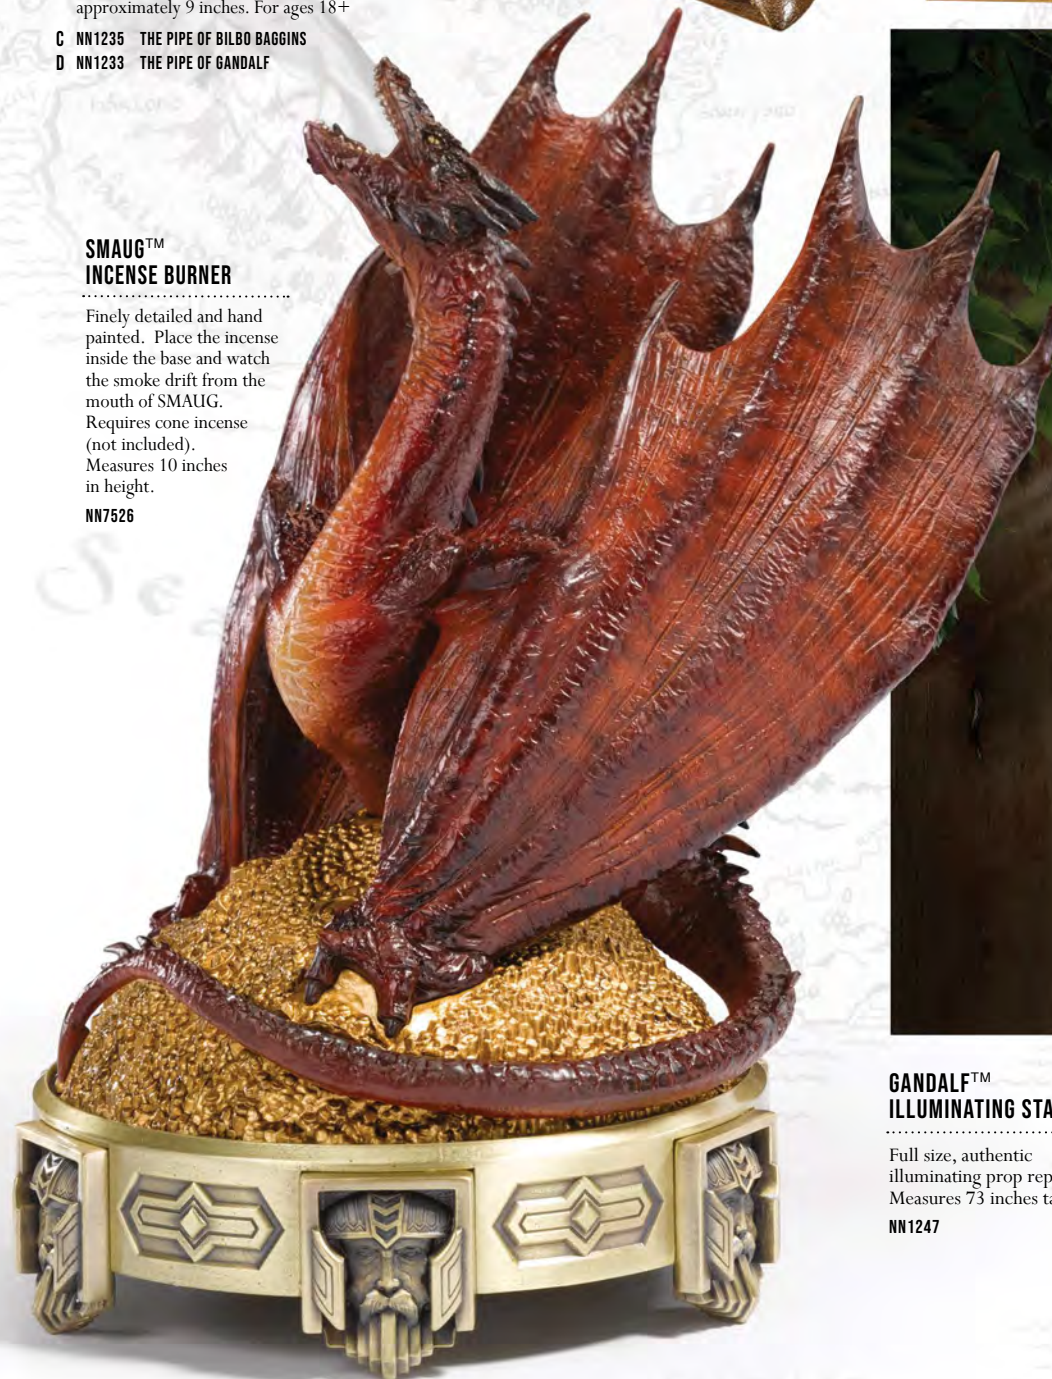 approximately 9 inches. For ages 18+
C NN1235 THE PIPE OF BILBO BAGGINS
D NN1233 THE PIPE OF GANDALF
SMAUG™
INCENSE BURNER
Finely detailed and hand
painted. Place the incense
inside the base and watch
the smoke drift from the
mouth of SMAUG.
Requires cone incense
(not included).
Measures 10 inches
in height.
NN7526
Se
GANDALF™
ILLUMINATING STA
Full size, authentic
illuminating prop rep
Measures 73 inches ta
NN1247